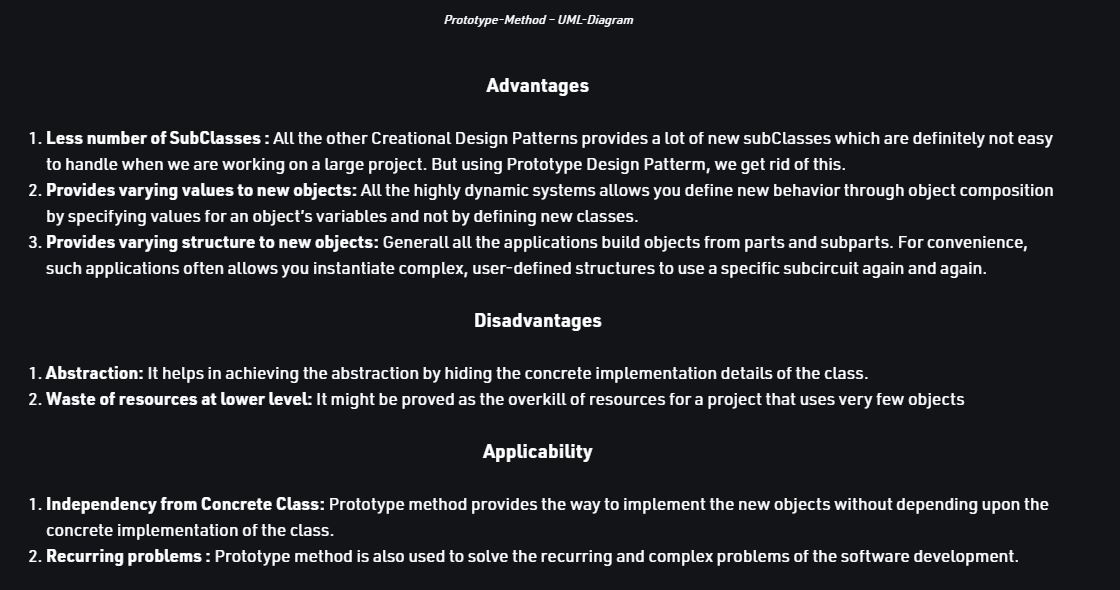 Prototype-Method – UML-Diagram
Advantages
1. Less number of SubClasses : All the other Creational Design Patterns provides a lot of new subClasses which are definitely not easy
to handle when we are working on a large project. But using Prototype Design Patterm, we get rid of this.
2. Provides varying values to new objects: All the highly dynamic systems allows you define new behavior through object composition
by specifying values for an object's variables and not by defining new classes.
3. Provides varying structure to new objects: Generall all the applications build objects from parts and subparts. For convenience,
such applications often allows you instantiate complex, user-defined structures to use a specific subcircuit again and again.
Disadvantages
1. Abstraction: It helps in achieving the abstraction by hiding the concrete implementation details of the class.
2. Waste of resources at lower level: It might be proved as the overkill of resources for a project that uses very few objects
Applicability
1. Independency from Concrete Class: Prototype method provides the way to implement the new objects without depending upon the
concrete implementation of the class.
2. Recurring problems : Prototype method is also used to solve the recurring and complex problems of the software development.